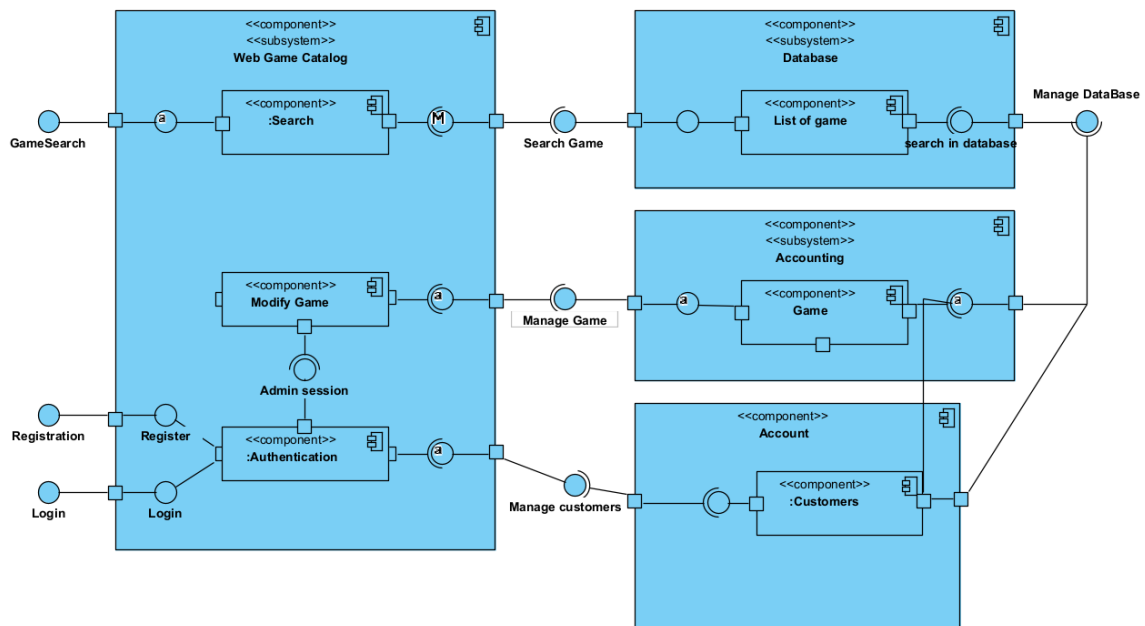 <<component>>
<<subsystem>>
Web Game Catalog
<<component>>
:Search
a
M
GameSearch
<<component>>
Modify Game
a
Admin session
Registration
Register
<<component>>
:Authentication
a
Login
Login
Search Game
Manage Game
Manage customers
<<component>>
<<subsystem>>
Database
<<component>>
List of game
search in database
Manage DataBase
<<component>>
<<subsystem>>
Accounting
a
<<component>>
Game
a
<<component>>
Account
<<component>>
:Customers